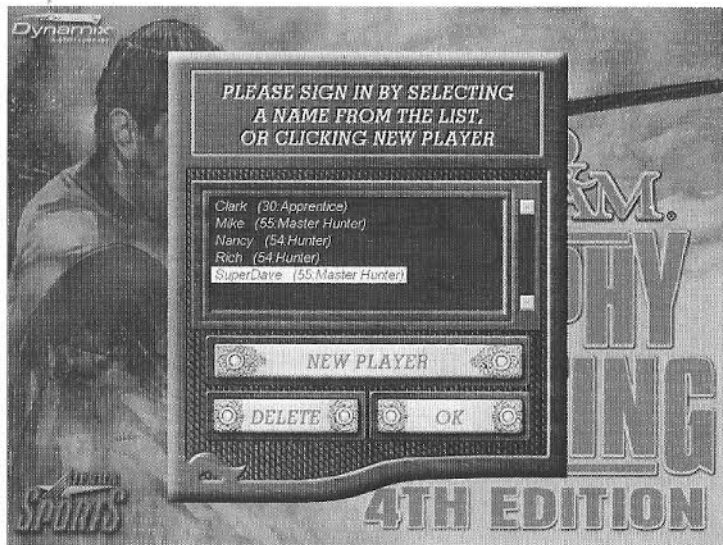 Dynamix
PLEASE SIGN IN BY SELECTING
A NAME FROM THE LIST,
OR CLICKING NEW PLAYER
Clark (30:Apprentice)
Mike (55:Master Hunter)
Nancy (54:Hunter)
Rich (54:Hunter)
SuperDave (55:Master Hunter)
NEW PLAYER
DELETE OK
SPORTS
4TH EDITION